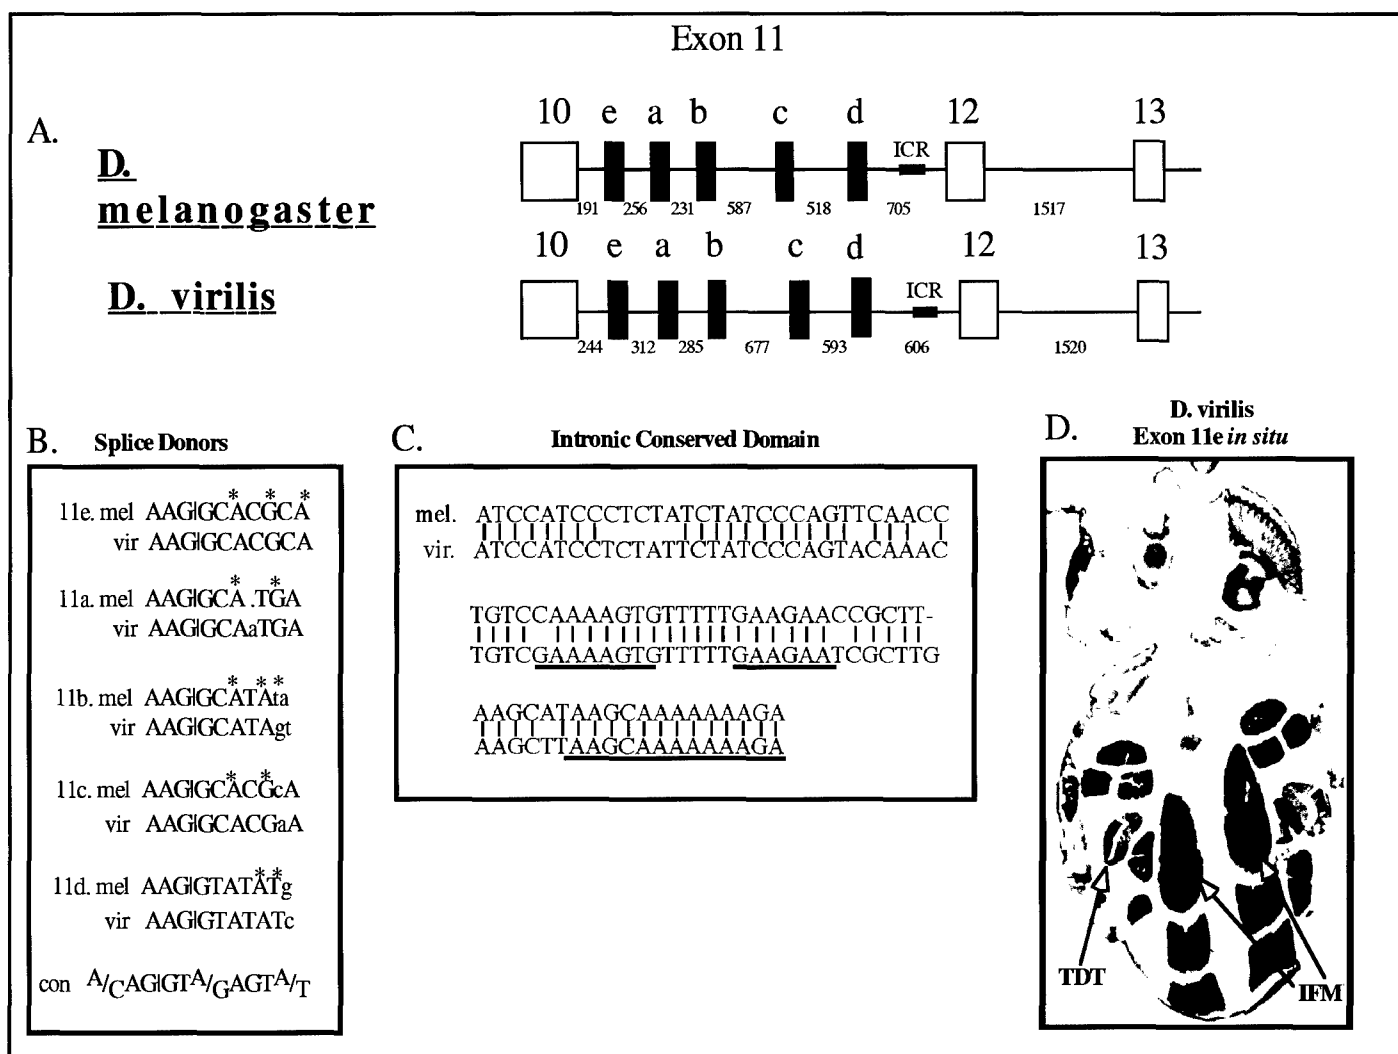 Exon 11
A.
D.
melanogaster
10 e a b c d ICR 12 13
191 256 231 587 518 705 1517
D. virilis
10 e a b c d ICR 12 13
244 312 285 677 593 606 1520
B. Splice Donors
* * *
11e. mel AAG|GCACGCA
vir AAG|GCACGCA
* *
11a. mel AAG|GCA.TGA
vir AAG|GCAaTGA
* * *
11b. mel AAG|GCATAta
vir AAG|GCATAgt
* *
11c. mel AAG|GCACGcA
vir AAG|GCACGaA
* *
11d. mel AAG|GTATATg
vir AAG|GTATATc
con A/CAG|GTA/GAGTA/T
C. Intronic Conserved Domain
mel. ATCCATCCCTCTATCTATCCCAGTTCAACC
vir. ATCCATCCTCTATTCTATCCCAGTACAAAC
TGTCCAAAAGTGTTTTTGAAGAACCGCTT-
TGTCGAAAAGTGTTTTTGAAGAATCGCTTG
AAGCATAAGCAAAAAAAGA
AAGCTTAAGCAAAAAAAGA
D. D. virilis
Exon 11e in situ
TDT
IFM